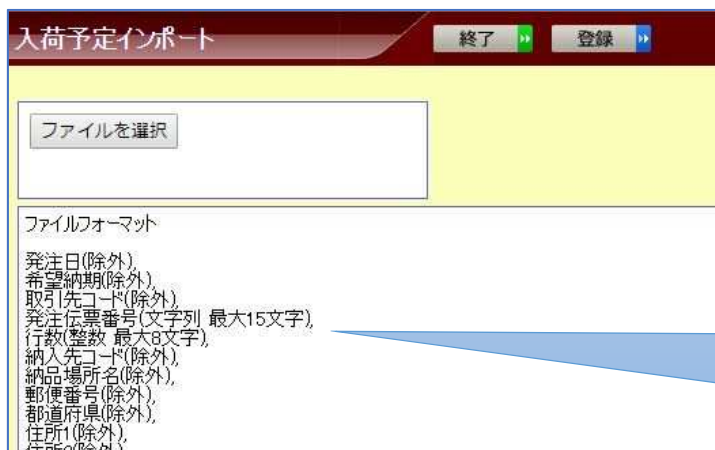 入荷予定インポート
終了
登録
ファイルを選択
ファイルフォーマット
発注日(除外),
希望納期(除外),
取引先コード(除外),
発注伝票番号(文字列 最大15文字),
行数(整数 最大8文字),
納入先コード(除外),
納品場所名(除外),
郵便番号(除外),
都道府県(除外),
住所1(除外),